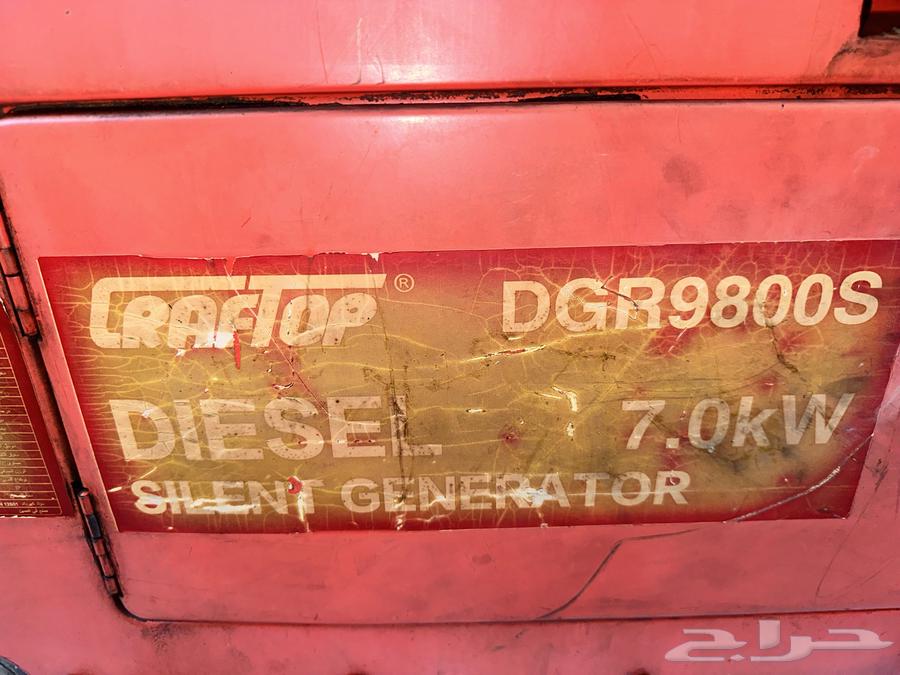 CRAFTOP ® DGR9800S
DIESEL 7.0kW
SILENT GENERATOR
حراج